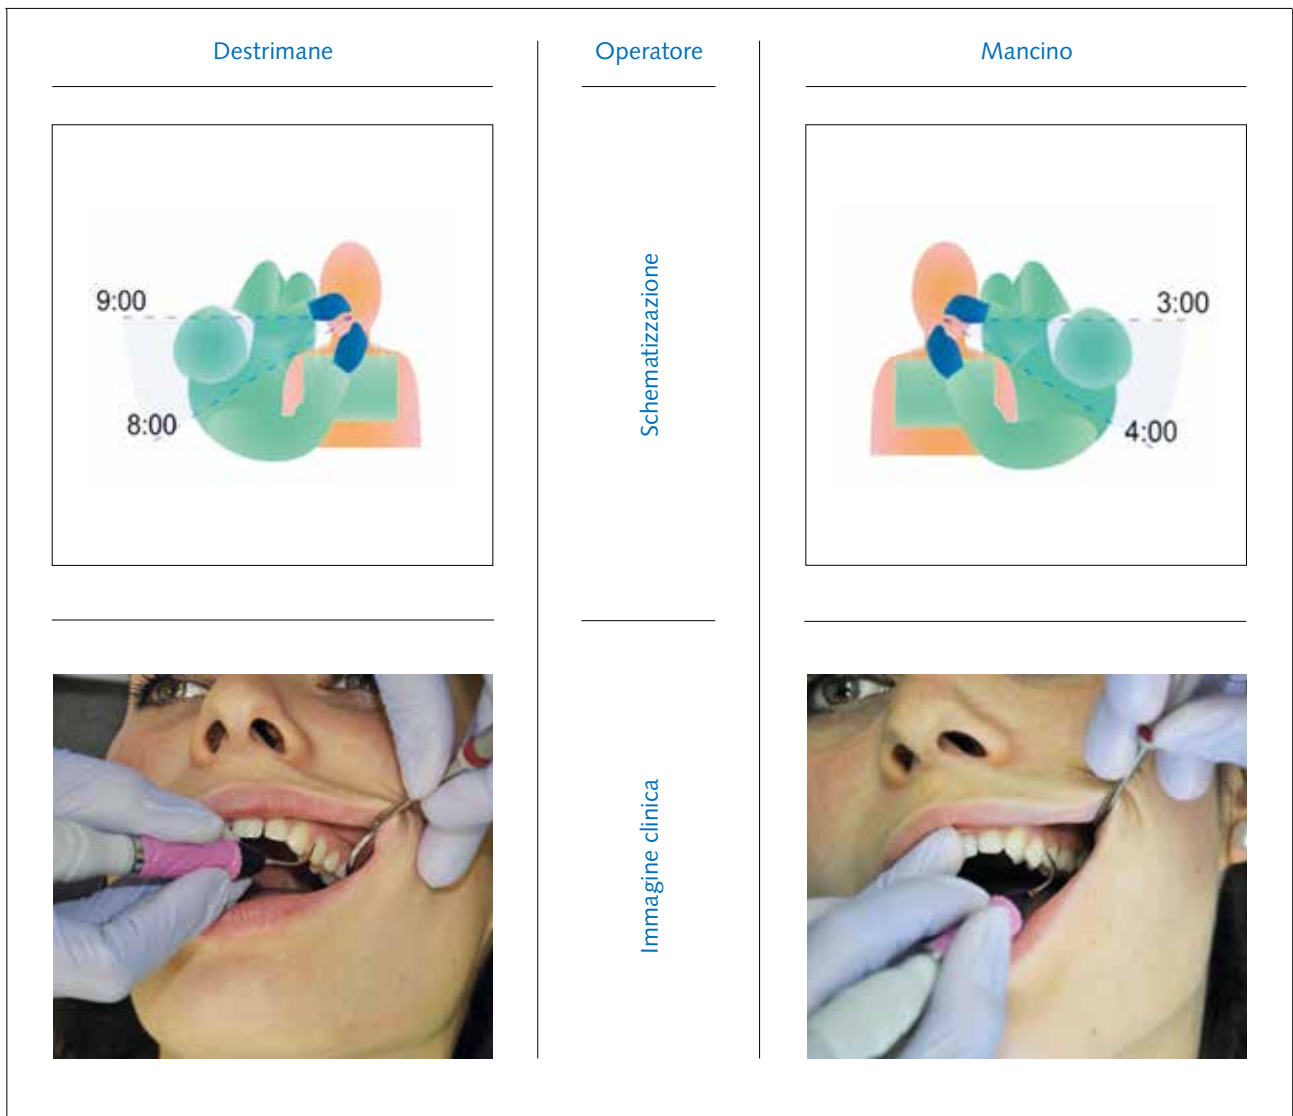 Destrimane
Operatore
Mancino
9:00
8:00
Schematizzazione
3:00
4:00
Immagine clinica